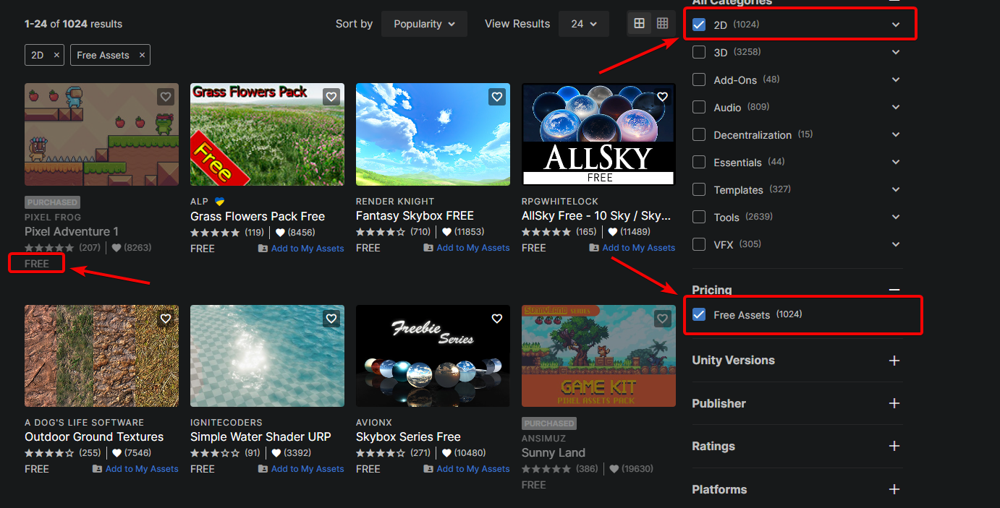 All Categories
1-24 of 1024 results
Sort by
Popularity
View Results
24
2D ×
Free Assets ×
Grass Flowers Pack
Free
ALLSKY
FREE
PURCHASED
PIXEL FROG
Pixel Adventure 1
(207) (8263)
FREE
ALP
Grass Flowers Pack Free
(119) (8456)
FREE
Add to My Assets
RENDER KNIGHT
Fantasy Skybox FREE
(710) (11853)
FREE
Add to My Assets
RPGWHITELOCK
AllSky Free - 10 Sky / Sky...
(165) (11489)
FREE
Add to My Assets
Freebie
Series
SUNNYLAND SERIES
GAME KIT
PIXEL ASSETS PACK
A DOG'S LIFE SOFTWARE
Outdoor Ground Textures
(255) (7546)
FREE
Add to My Assets
IGNITECODERS
Simple Water Shader URP
(91) (3392)
FREE
Add to My Assets
AVIONX
Skybox Series Free
(271) (10480)
FREE
Add to My Assets
PURCHASED
ANSIMUZ
Sunny Land
(386) (19630)
FREE
2D (1024)
3D (3258)
Add-Ons (48)
Audio (809)
Decentralization (15)
Essentials (44)
Templates (327)
Tools (2639)
VFX (305)
Pricing
Free Assets (1024)
Unity Versions
Publisher
Ratings
Platforms